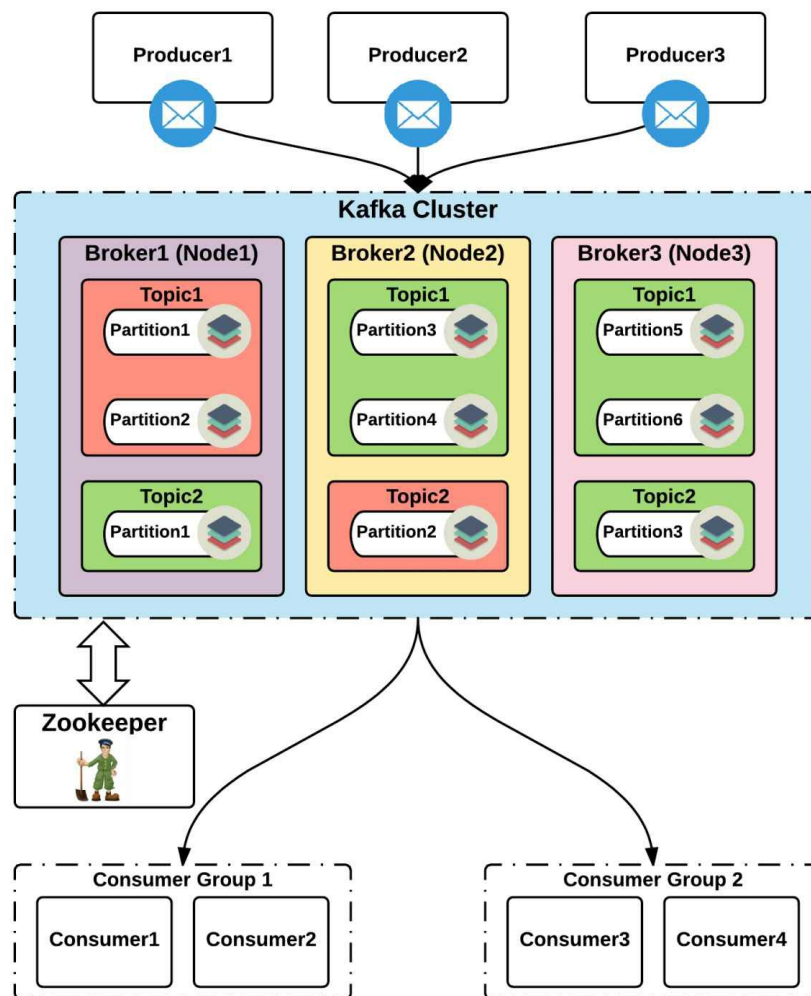 Producer1
Producer2
Producer3
Kafka Cluster
Broker1 (Node1)
Broker2 (Node2)
Broker3 (Node3)
Topic1
Topic1
Topic1
Partition1
Partition3
Partition5
Partition2
Partition4
Partition6
Topic2
Topic2
Topic2
Partition1
Partition2
Partition3
Zookeeper
Consumer Group 1
Consumer Group 2
Consumer1
Consumer2
Consumer3
Consumer4